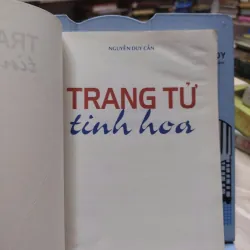 NGUYỄN DUY CẦN
TRANG TỬ
tinh hoa